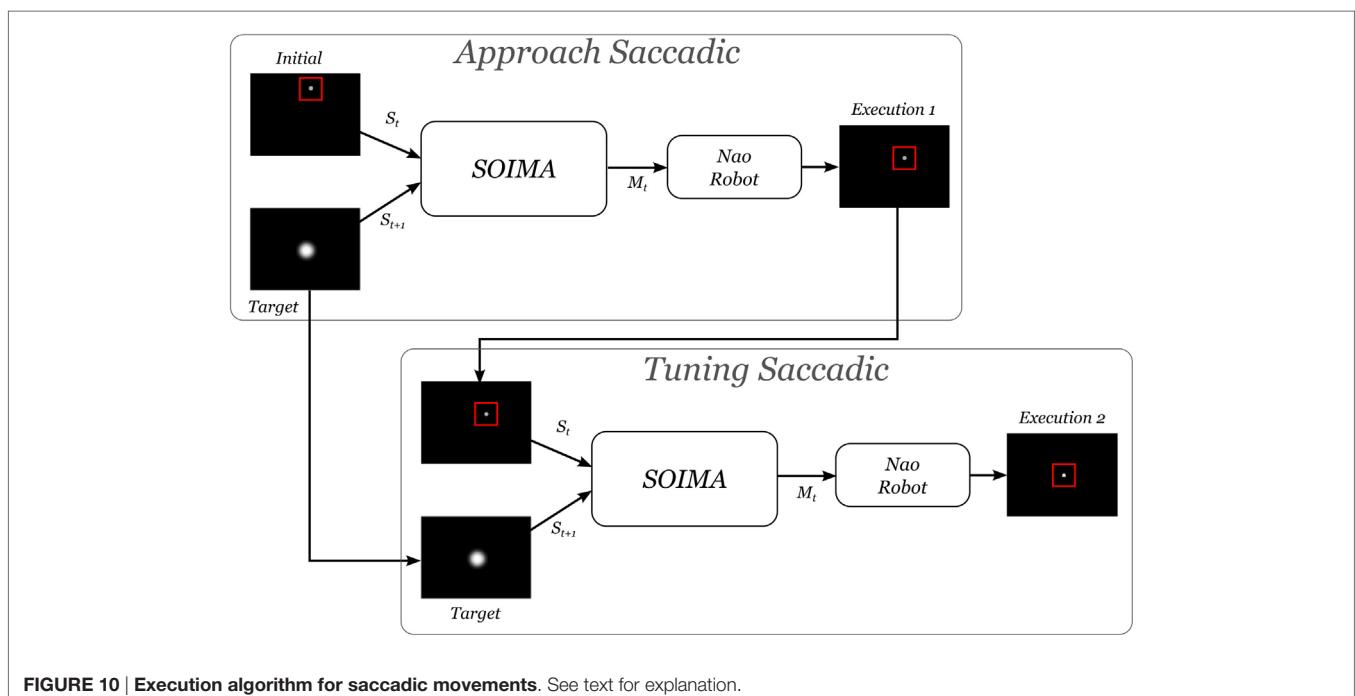 Approach Saccadic
Initial
S_t
SOIMA
M_t
Nao
Robot
Execution 1
S_{t+1}
Target
Tuning Saccadic
S_t
SOIMA
M_t
Nao
Robot
Execution 2
S_{t+1}
Target
FIGURE 10 | Execution algorithm for saccadic movements. See text for explanation.